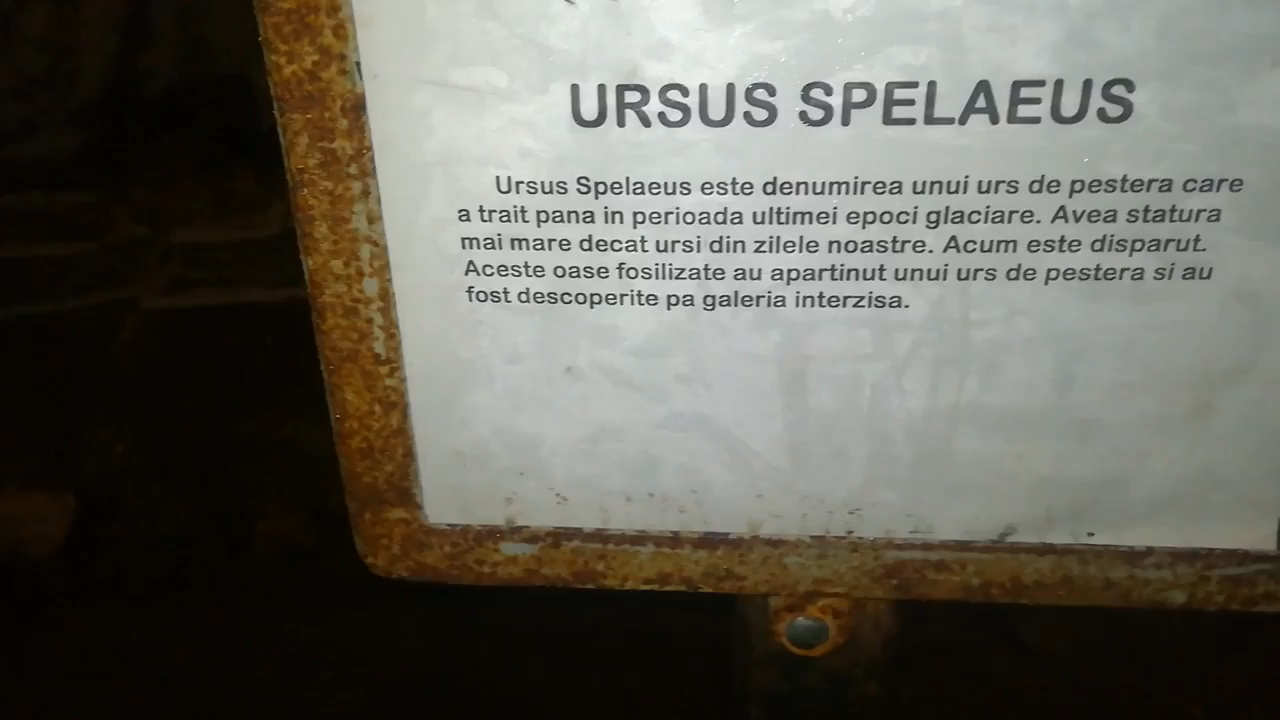 URSUS SPELAEUS
Ursus Spelaeus este denumirea unui urs de pestera care
a trait pana in perioada ultimei epoci glaciare. Avea statura
mai mare decat ursi din zilele noastre. Acum este disparut.
Aceste oase fosilizate au apartinut unui urs de pestera si au
fost descoperite pa galeria interzisa.